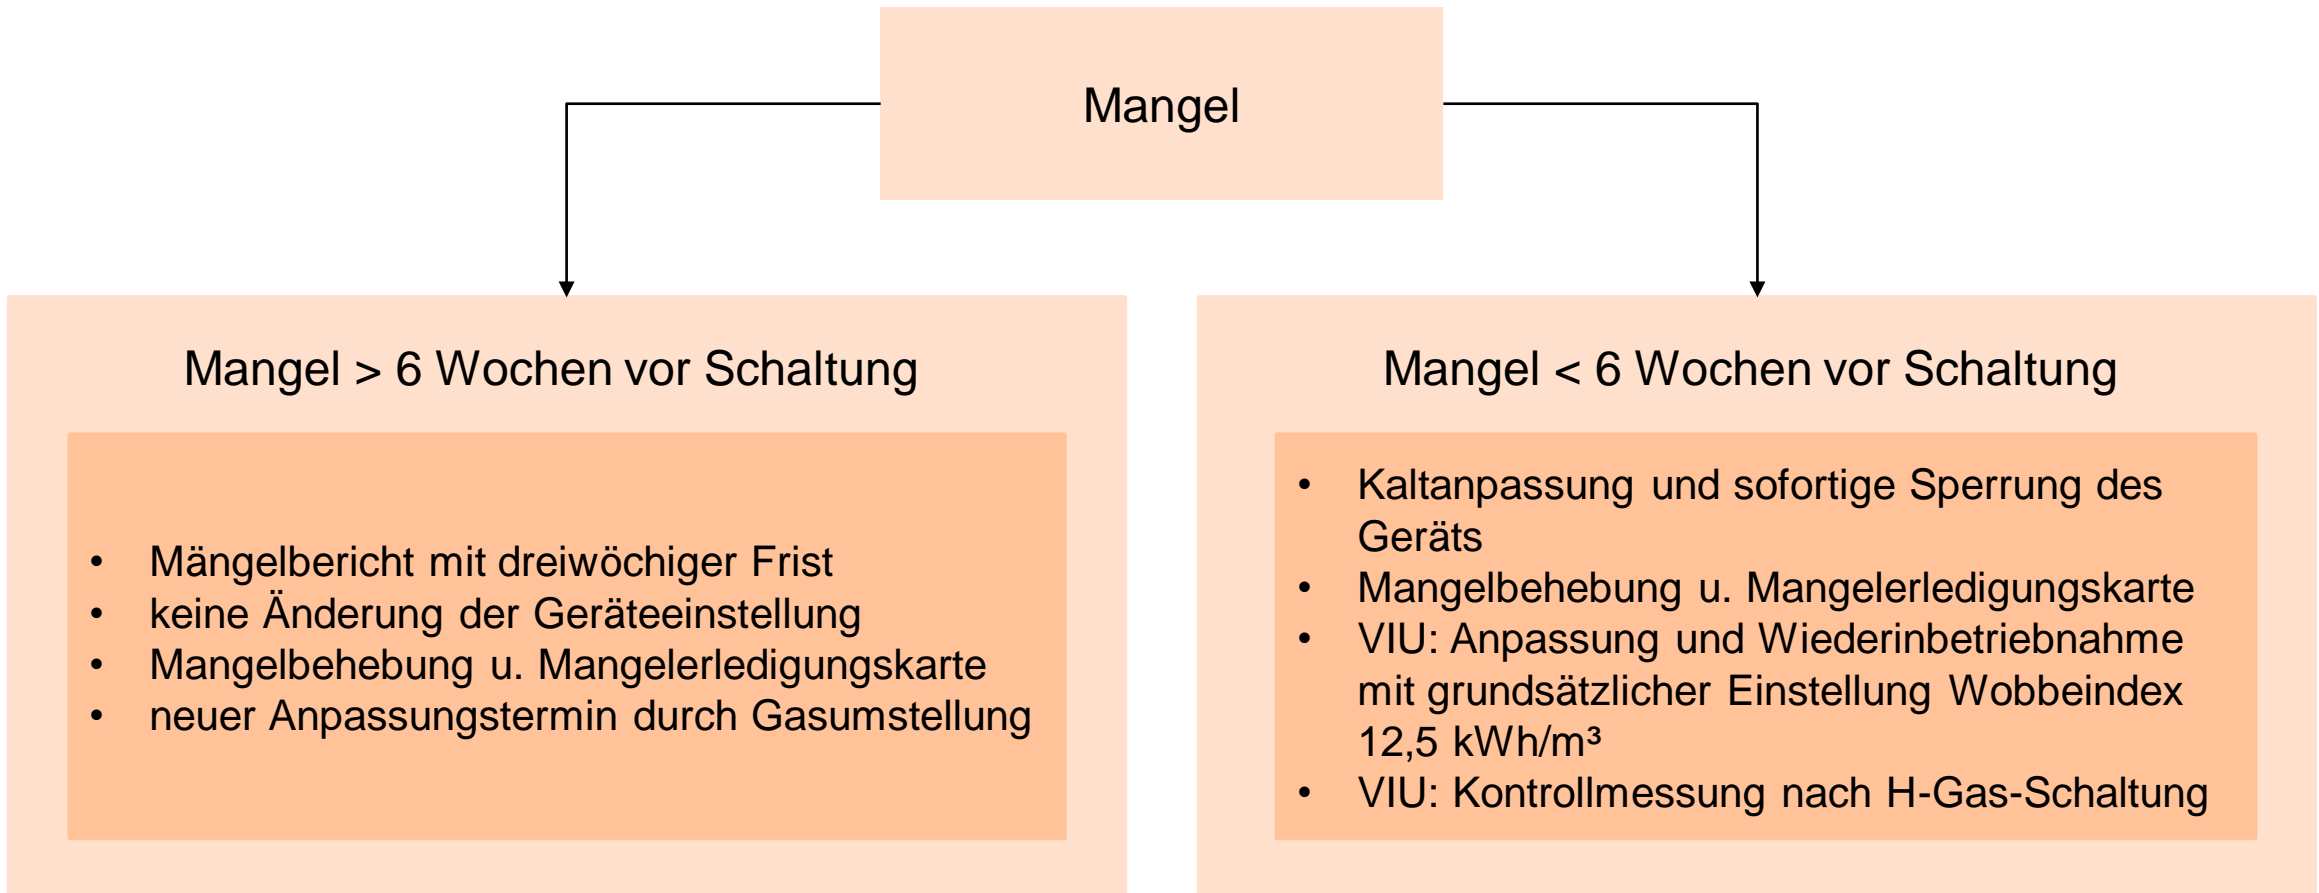 Mangel
Mangel > 6 Wochen vor Schaltung
• Mängelbericht mit dreiwöchiger Frist
• keine Änderung der Geräteeinstellung
• Mangelbehebung u. Mangelerledigungskarte
• neuer Anpassungstermin durch Gasumstellung
Mangel < 6 Wochen vor Schaltung
• Kaltanpassung und sofortige Sperrung des
Geräts
• Mangelbehebung u. Mangelerledigungskarte
• VIU: Anpassung und Wiederinbetriebnahme
mit grundsätzlicher Einstellung Wobbeindex
12,5 kWh/m³
• VIU: Kontrollmessung nach H-Gas-Schaltung